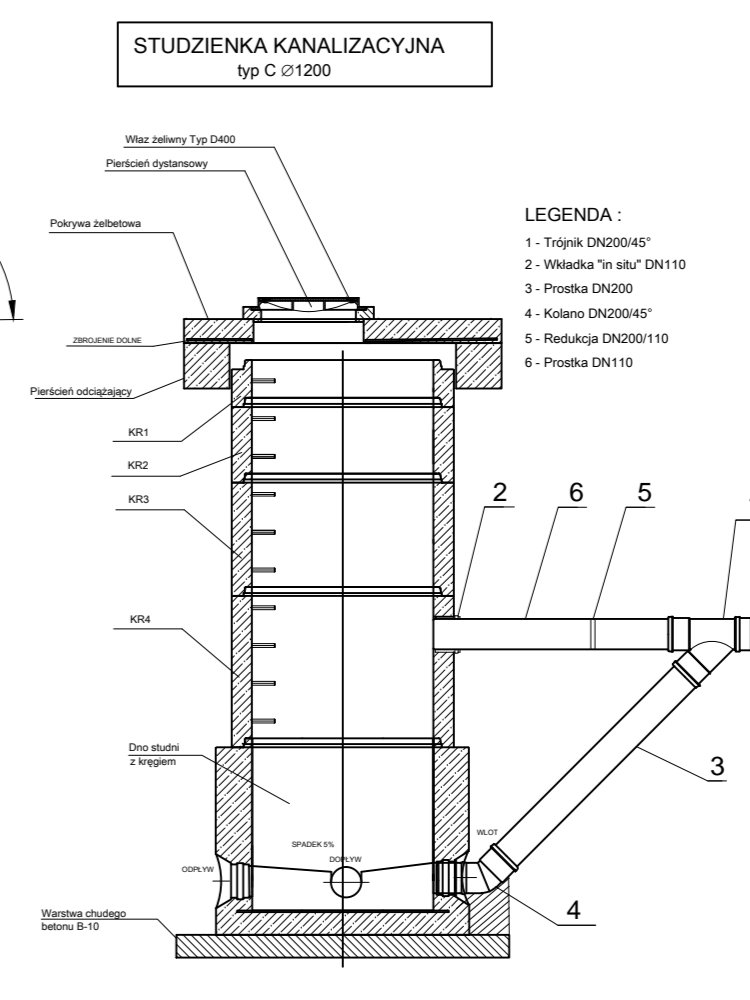 STUDZIENKA KANALIZACYJNA
typ C ∅1200
Właz żeliwny Typ D400
Pierścień dystansowy
Pokrywa żelbetowa
ZBROJENIE DOLNE
Pierścień odciążający
KR1
KR2
KR3
KR4
LEGENDA :
1 - Trójnik DN200/45°
2 - Wkładka "in situ" DN110
3 - Prostka DN200
4 - Kolano DN200/45°
5 - Redukcja DN200/110
6 - Prostka DN110
2
6
5
3
4
Dno studni
z kręgiem
SPADEK 5%
DOPŁYW
ODPŁYW
WLOT
Warstwa chudego
betonu B-10